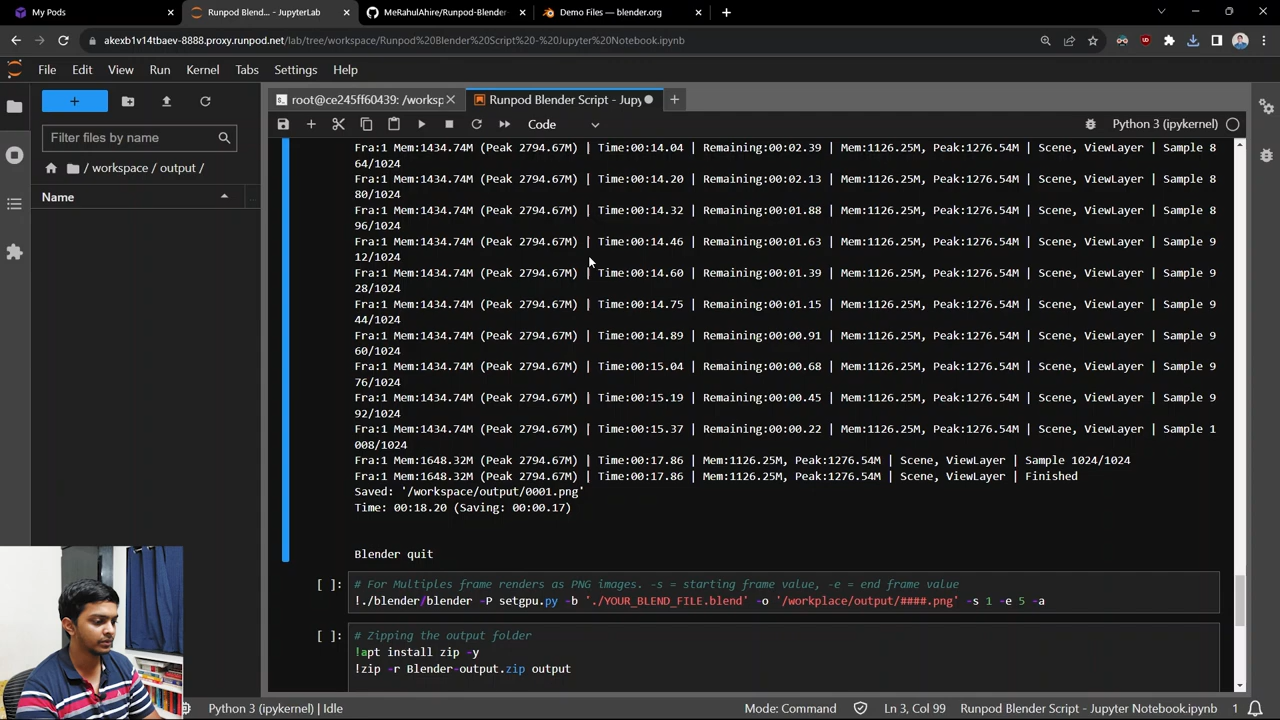 My Pods
Runpod Blend... - JupyterLab
MeRahulAhire/Runpod-Blender
Demo Files — blender.org
akexb1v14tbaev-8888.proxy.runpod.net/lab/tree/workspace/Runpod%20Blender%20Script%20-%20Jupyter%20Notebook.ipynb
File Edit View Run Kernel Tabs Settings Help
root@ce245ff60439: /worksp
Runpod Blender Script - Jupy
Filter files by name
Code
Python 3 (ipykernel)
/ workspace / output /
Name
Fra:1 Mem:1434.74M (Peak 2794.67M) | Time:00:14.04 | Remaining:00:02.39 | Mem:1126.25M, Peak:1276.54M | Scene, ViewLayer | Sample 8
64/1024
Fra:1 Mem:1434.74M (Peak 2794.67M) | Time:00:14.20 | Remaining:00:02.13 | Mem:1126.25M, Peak:1276.54M | Scene, ViewLayer | Sample 8
80/1024
Fra:1 Mem:1434.74M (Peak 2794.67M) | Time:00:14.32 | Remaining:00:01.88 | Mem:1126.25M, Peak:1276.54M | Scene, ViewLayer | Sample 8
96/1024
Fra:1 Mem:1434.74M (Peak 2794.67M) | Time:00:14.46 | Remaining:00:01.63 | Mem:1126.25M, Peak:1276.54M | Scene, ViewLayer | Sample 9
12/1024
Fra:1 Mem:1434.74M (Peak 2794.67M) | Time:00:14.60 | Remaining:00:01.39 | Mem:1126.25M, Peak:1276.54M | Scene, ViewLayer | Sample 9
28/1024
Fra:1 Mem:1434.74M (Peak 2794.67M) | Time:00:14.75 | Remaining:00:01.15 | Mem:1126.25M, Peak:1276.54M | Scene, ViewLayer | Sample 9
44/1024
Fra:1 Mem:1434.74M (Peak 2794.67M) | Time:00:14.89 | Remaining:00:00.91 | Mem:1126.25M, Peak:1276.54M | Scene, ViewLayer | Sample 9
60/1024
Fra:1 Mem:1434.74M (Peak 2794.67M) | Time:00:15.04 | Remaining:00:00.68 | Mem:1126.25M, Peak:1276.54M | Scene, ViewLayer | Sample 9
76/1024
Fra:1 Mem:1434.74M (Peak 2794.67M) | Time:00:15.19 | Remaining:00:00.45 | Mem:1126.25M, Peak:1276.54M | Scene, ViewLayer | Sample 9
92/1024
Fra:1 Mem:1434.74M (Peak 2794.67M) | Time:00:15.37 | Remaining:00:00.22 | Mem:1126.25M, Peak:1276.54M | Scene, ViewLayer | Sample 1
008/1024
Fra:1 Mem:1648.32M (Peak 2794.67M) | Time:00:17.86 | Mem:1126.25M, Peak:1276.54M | Scene, ViewLayer | Sample 1024/1024
Fra:1 Mem:1648.32M (Peak 2794.67M) | Time:00:17.86 | Mem:1126.25M, Peak:1276.54M | Scene, ViewLayer | Finished
Saved: '/workspace/output/0001.png'
Time: 00:18.20 (Saving: 00:00.17)
Blender quit
[ ]: # For Multiples frame renders as PNG images. -s = starting frame value, -e = end frame value
!./blender/blender -P setgpu.py -b './YOUR_BLEND_FILE.blend' -o '/workplace/output/####.png' -s 1 -e 5 -a
[ ]: # Zipping the output folder
!apt install zip -y
!zip -r Blender-output.zip output
Python 3 (ipykernel) | Idle
Mode: Command
Ln 3, Col 99
Runpod Blender Script - Jupyter Notebook.ipynb
1